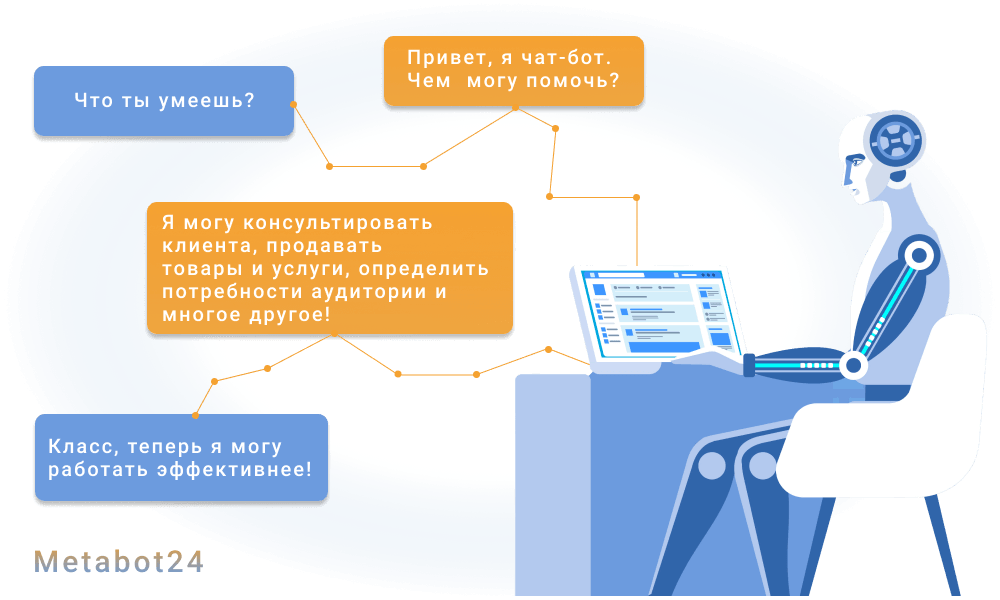 Привет, я чат-бот.
Чем могу помочь?
Что ты умеешь?
Я могу консультировать
клиента, продавать
товары и услуги, определить
потребности аудитории и
многое другое!
Класс, теперь я могу
работать эффективнее!
Metabot24